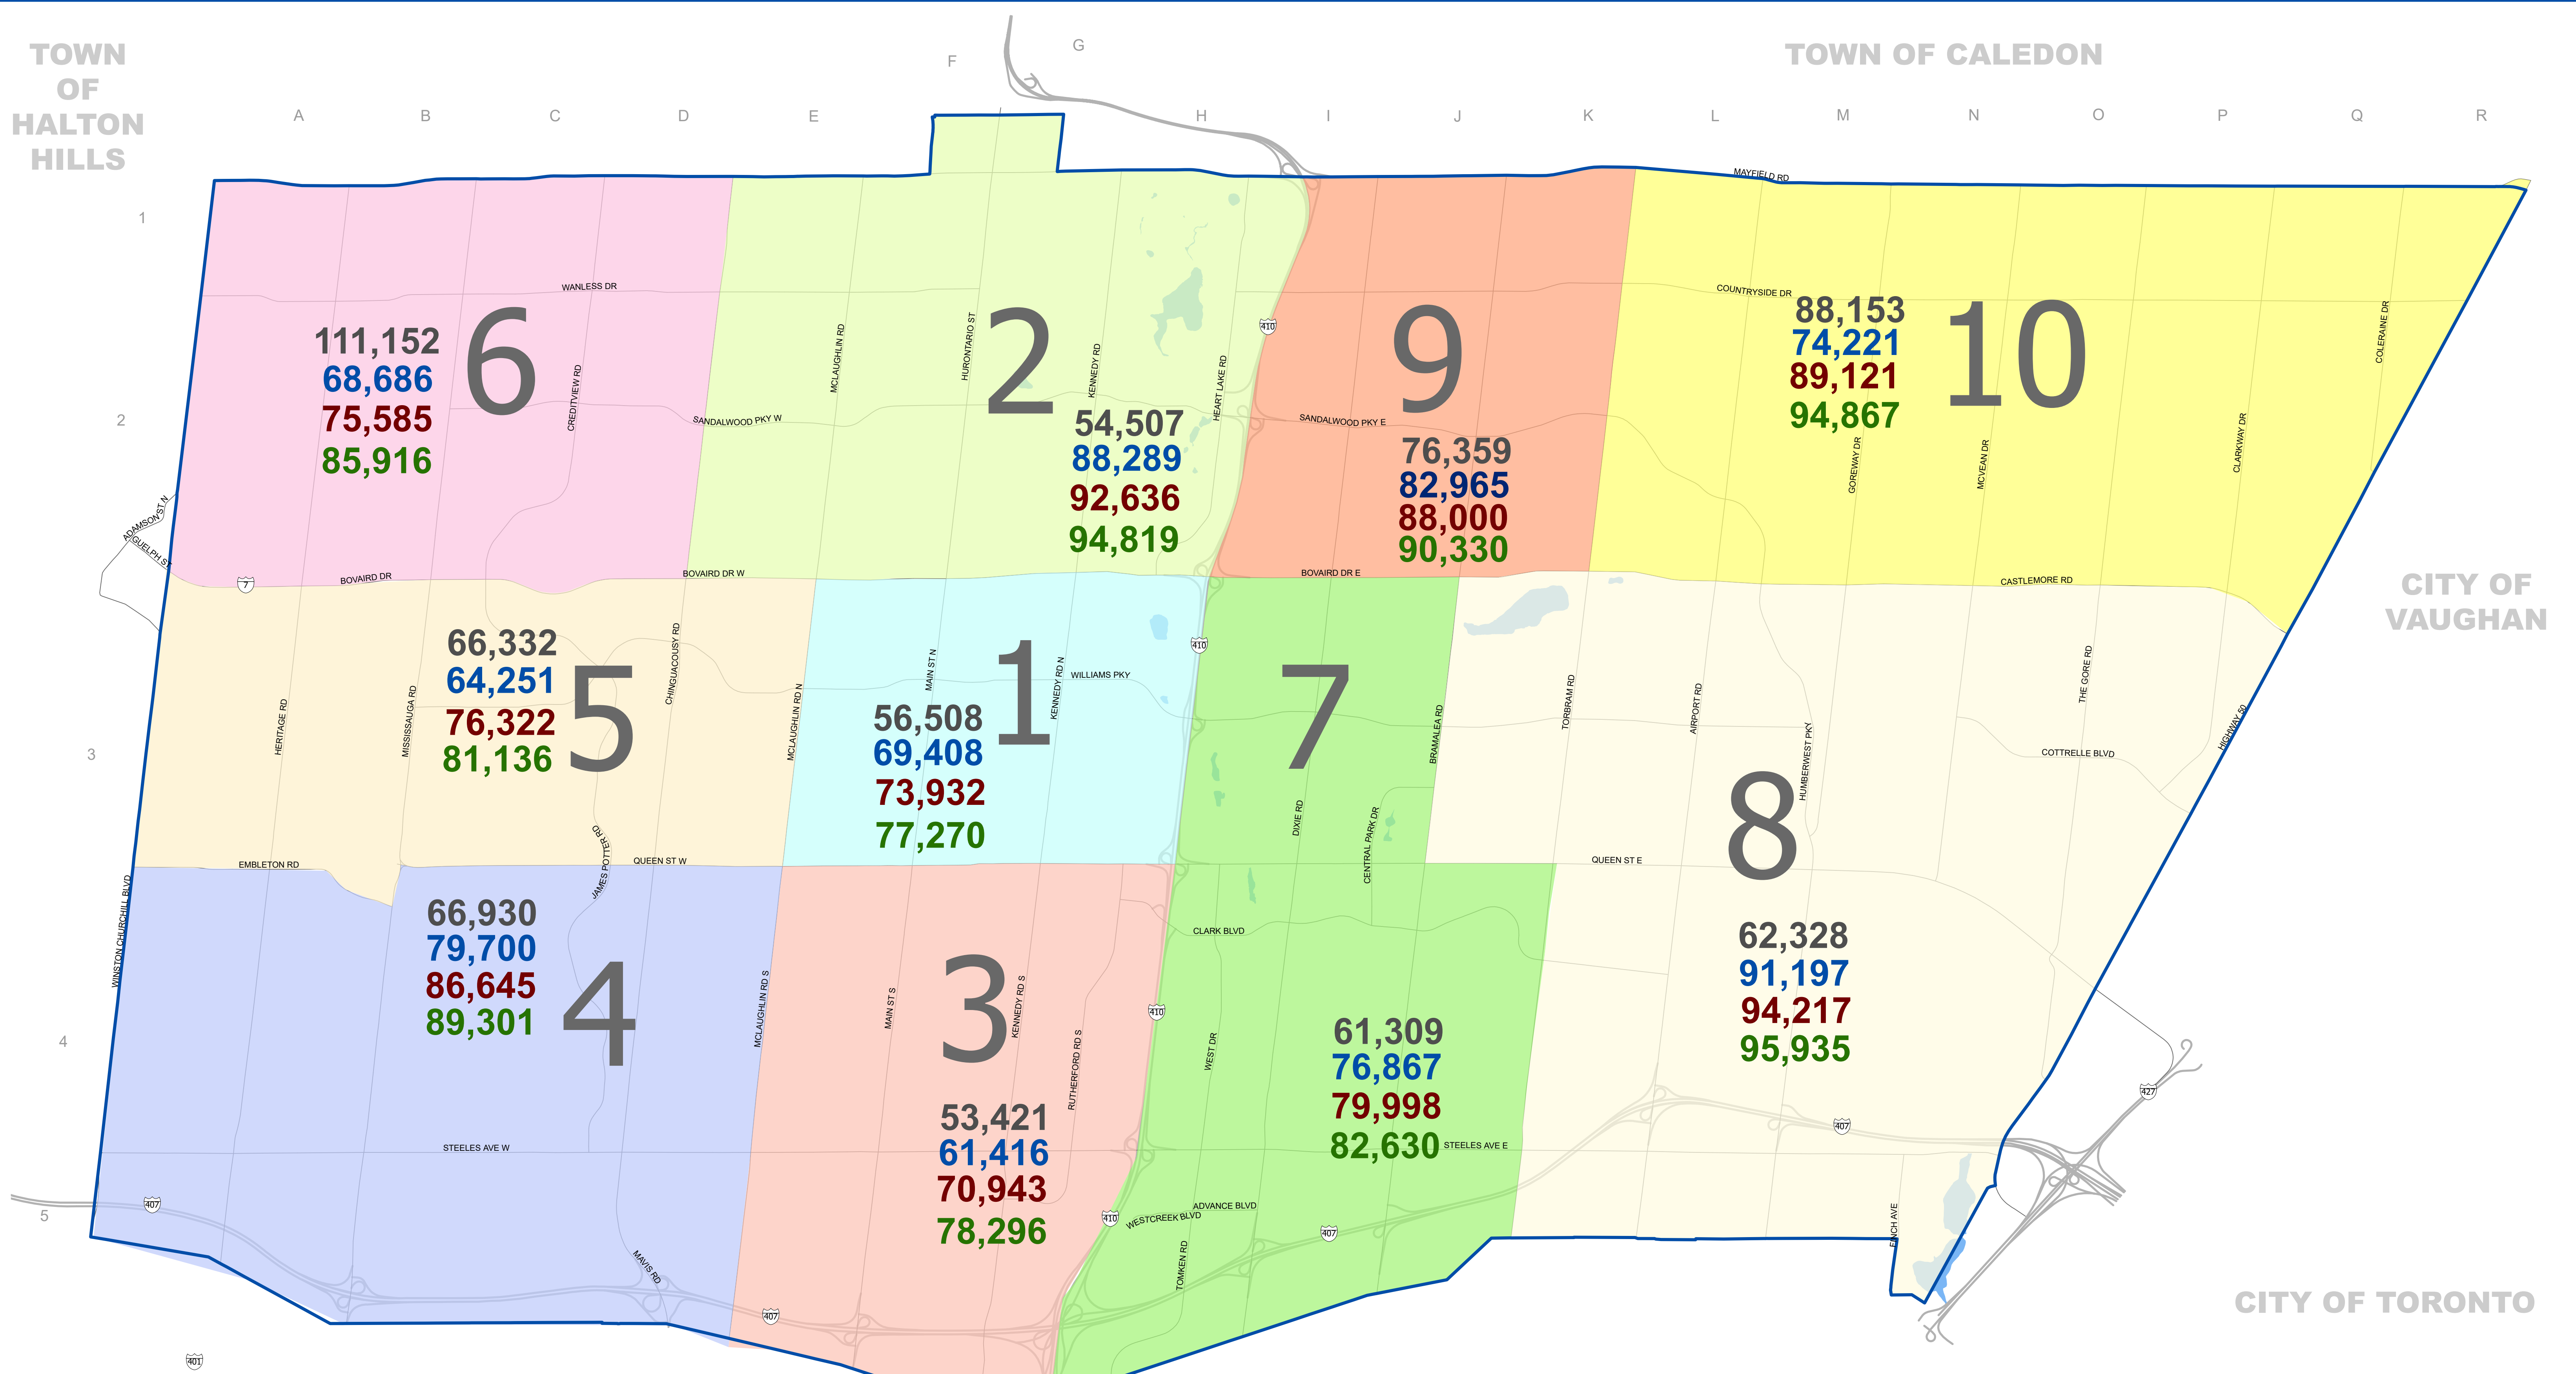 TOWN
OF
HALTON
HILLS
TOWN OF CALEDON
F
G
A
B
C
D
E
H
I
J
K
L
M
N
O
P
Q
R
MAYFIELD RD
1
WANLESS DR
COUNTRYSIDE DR
410
111,152
68,686
75,585
85,916
6
CREDITVIEW RD
MCLAUGHLIN RD
HURONTARIO ST
2
KENNEDY RD
HEART LAKE RD
54,507
88,289
92,636
94,819
9
76,359
82,965
88,000
90,330
88,153
74,221
89,121
94,867
10
COLERAINE DR
2
SANDALWOOD PKY W
SANDALWOOD PKY E
GOREWAY DR
MCVEAN DR
CLARKWAY DR
ADAMSON ST N
GUELPH ST
7
BOVAIRD DR
BOVAIRD DR W
BOVAIRD DR E
CASTLEMORE RD
CITY OF
VAUGHAN
66,332
64,251
76,322
81,136
5
HERITAGE RD
MISSISSAUGA RD
CHINGUACOUSY RD
MCLAUGHLIN RD N
MAIN ST N
1
KENNEDY RD N
WILLIAMS PKY
56,508
69,408
73,932
77,270
410
7
DIXIE RD
CENTRAL PARK DR
BRAMALEA RD
TORBRAM RD
AIRPORT RD
HUMBERWEST PKY
8
THE GORE RD
COTTRELLE BLVD
HIGHWAY 50
3
JAMES POTTER RD
EMBLETON RD
QUEEN ST W
QUEEN ST E
WINSTON CHURCHILL BLVD
66,930
79,700
86,645
89,301
4
MCLAUGHLIN RD S
MAIN ST S
3
KENNEDY RD S
RUTHERFORD RD S
410
CLARK BLVD
WEST DR
62,328
91,197
94,217
95,935
61,309
76,867
79,998
82,630
53,421
61,416
70,943
78,296
4
427
407
STEELES AVE W
STEELES AVE E
407
5
410
WESTCREEK BLVD
ADVANCE BLVD
407
TOMKEN RD
FINCH AVE
MAVIS RD
407
401
CITY OF TORONTO